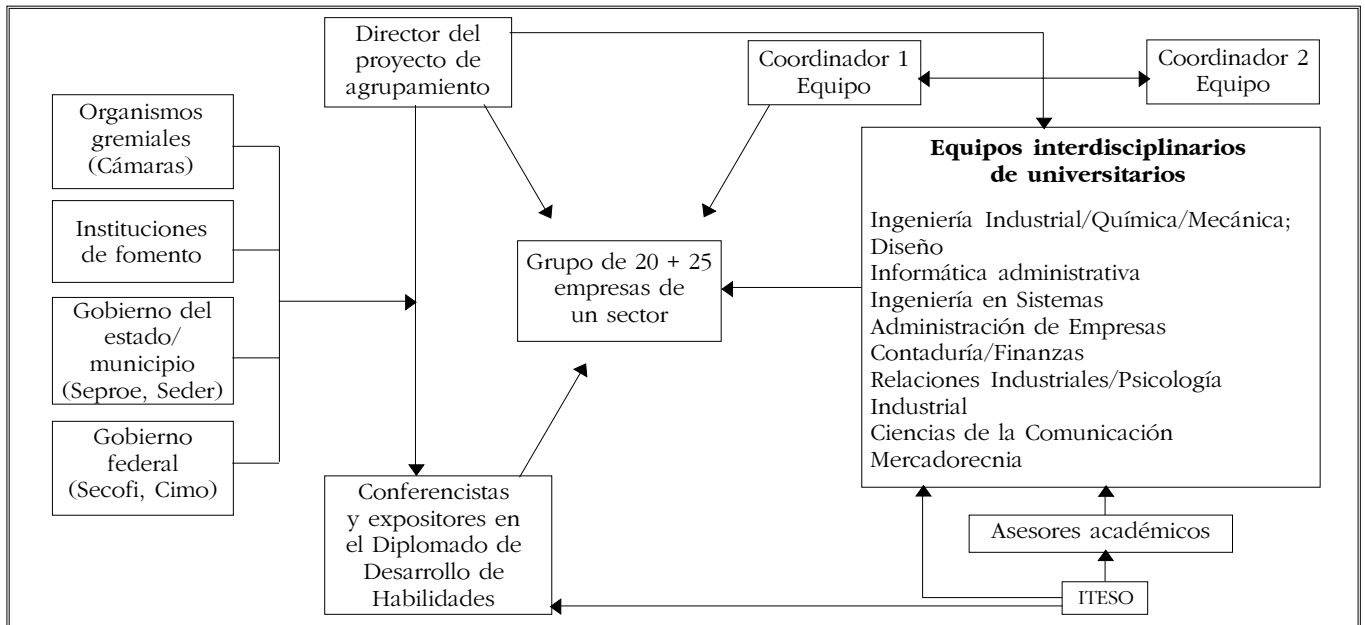 Director del
proyecto de
agrupamiento
Coordinador 1
Equipo
Coordinador 2
Equipo
Organismos
gremiales
(Cámaras)
Instituciones
de fomento
Gobierno del
estado/
municipio
(Seproe, Seder)
Gobierno
federal
(Secofi, Cimo)
Grupo de 20 + 25
empresas de
un sector
Equipos interdisciplinarios
de universitarios
Ingeniería Industrial/Química/Mecánica;
Diseño
Informática administrativa
Ingeniería en Sistemas
Administración de Empresas
Contaduría/Finanzas
Relaciones Industriales/Psicología
Industrial
Ciencias de la Comunicación
Mercadorecnia
Conferencistas
y expositores en
el Diplomado de
Desarrollo de
Habilidades
Asesores académicos
ITESO